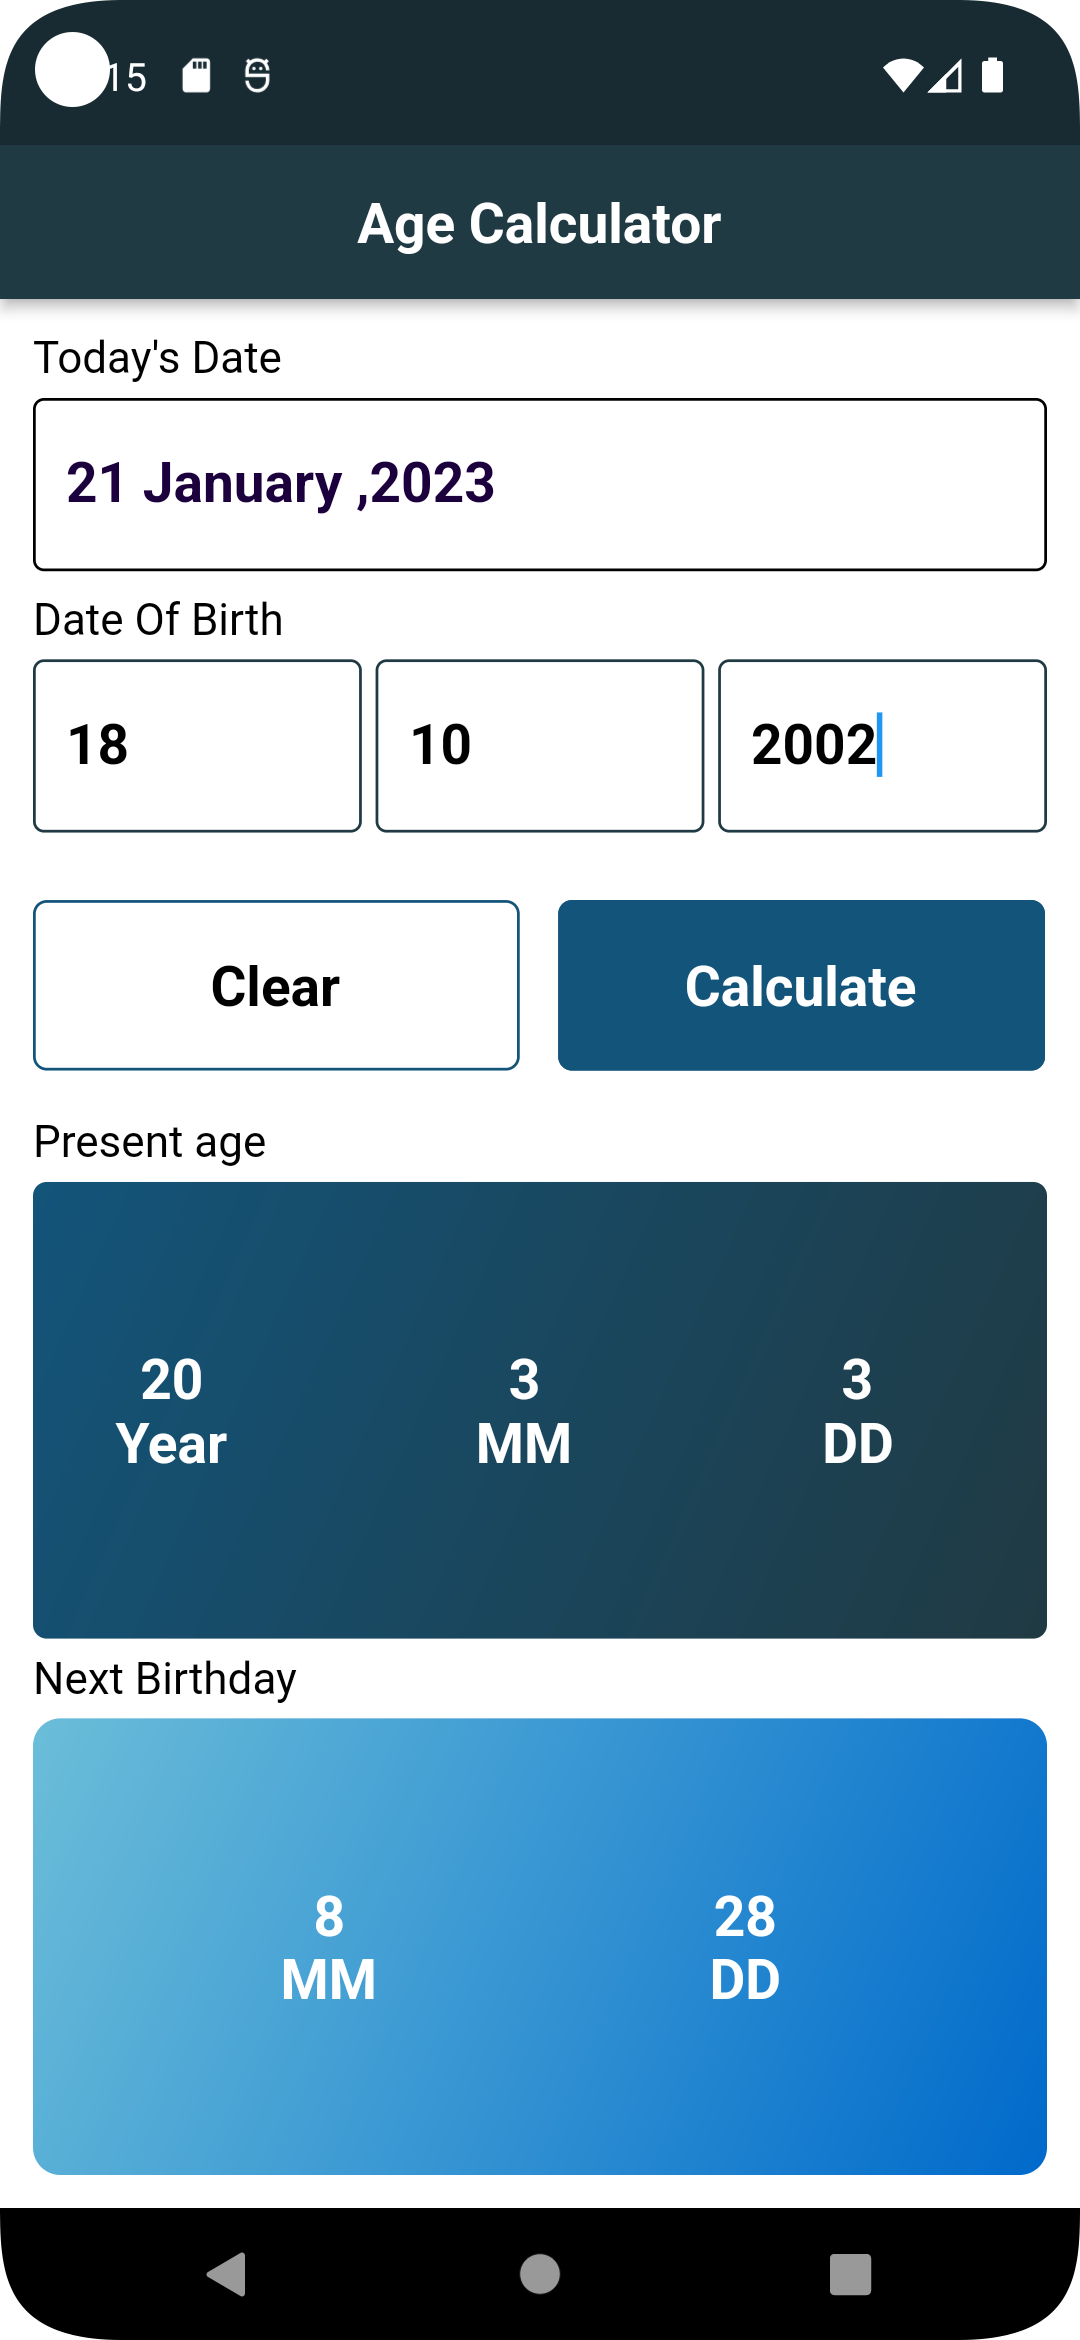 15
Age Calculator
Today's Date
21 January ,2023
Date Of Birth
18 10 2002
Clear Calculate
Present age
20 3 3
Year MM DD
Next Birthday
8 28
MM DD